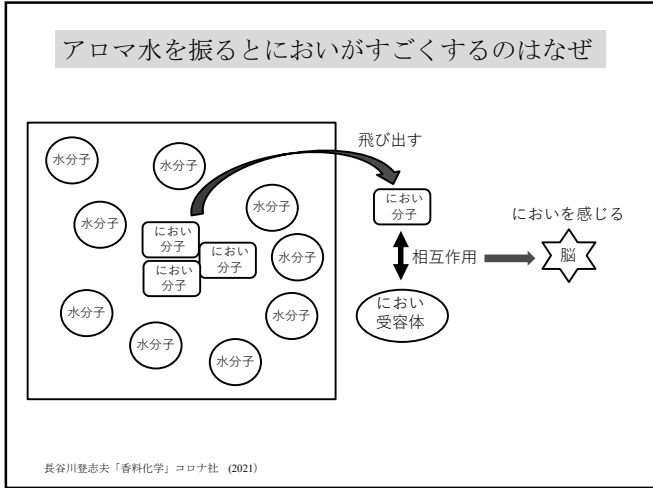 アロマ水を振るとにおいがすごくするのはなぜ
飛び出す
水分子
水分子
水分子
水分子
におい
分子
におい
分子
におい
分子
におい
分子
水分子
水分子
水分子
水分子
水分子
相互作用
におい
受容体
においを感じる
脳
長谷川登志夫「香料化学」コロナ社 (2021)